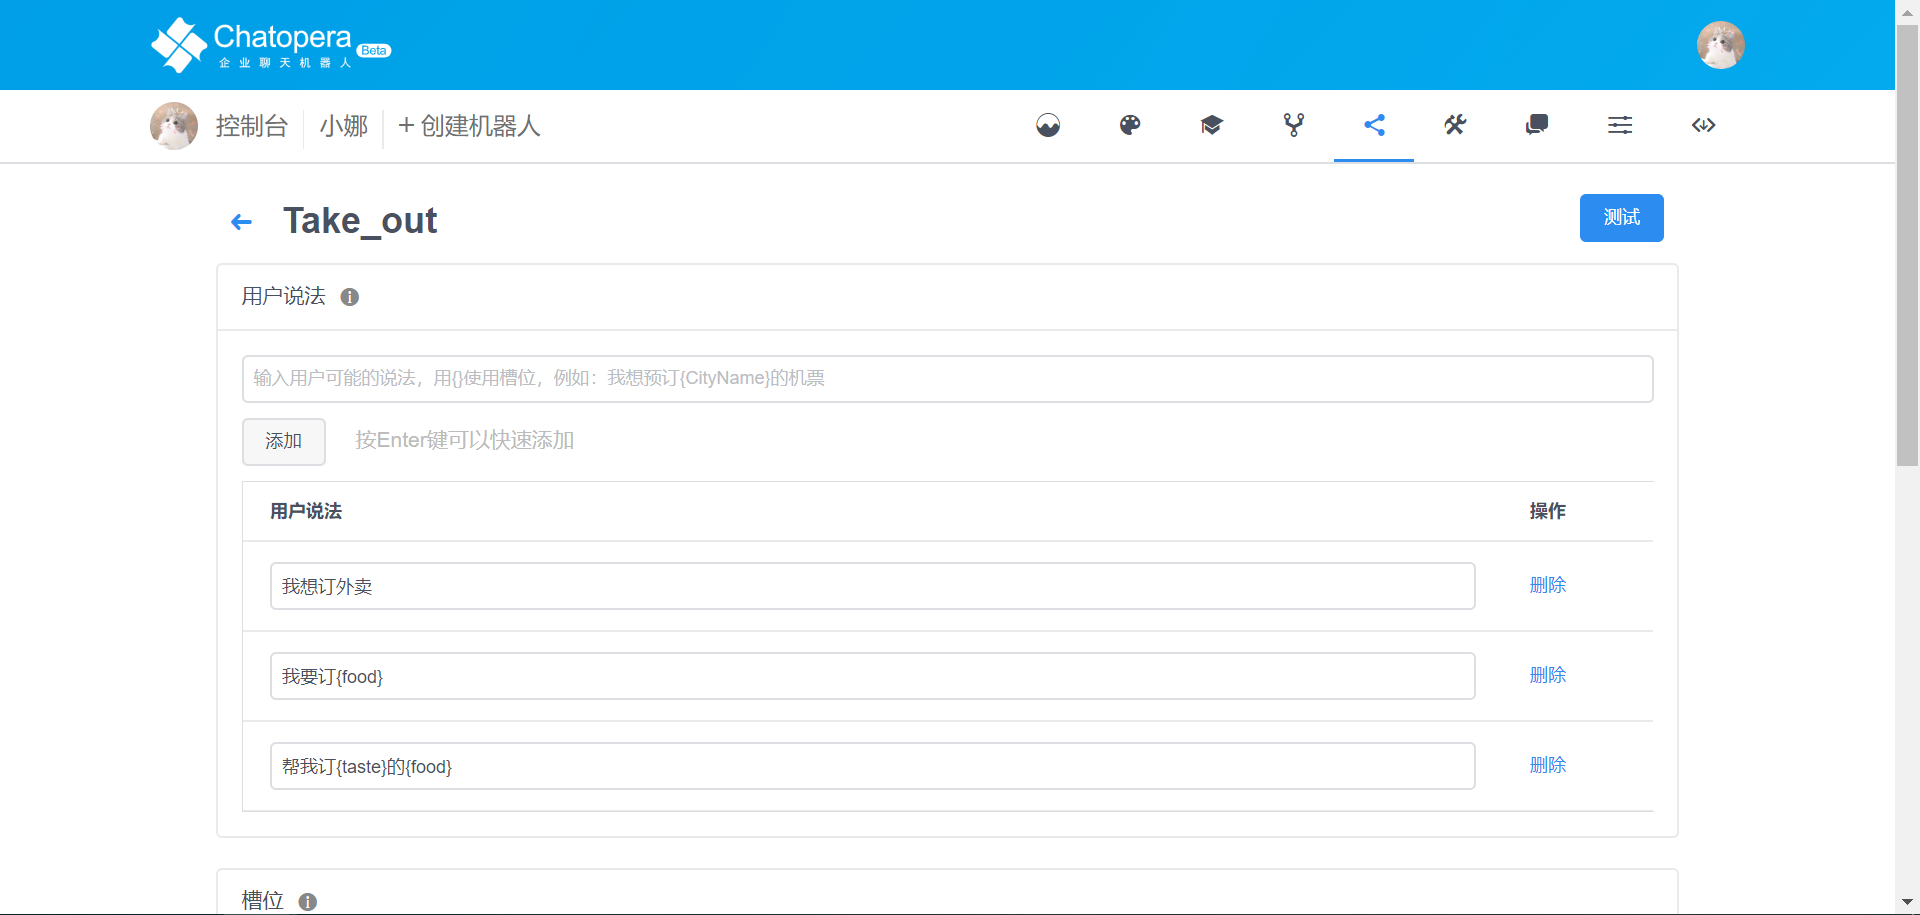 Chatopera Beta
企业聊天机器人
控制台 小娜 + 创建机器人
Take_out 测试
用户说法
输入用户可能的说法，用{}使用槽位，例如：我想预订{CityName}的机票
添加 按Enter键可以快速添加
用户说法 操作
我想订外卖 删除
我要订{food} 删除
帮我订{taste}的{food} 删除
槽位